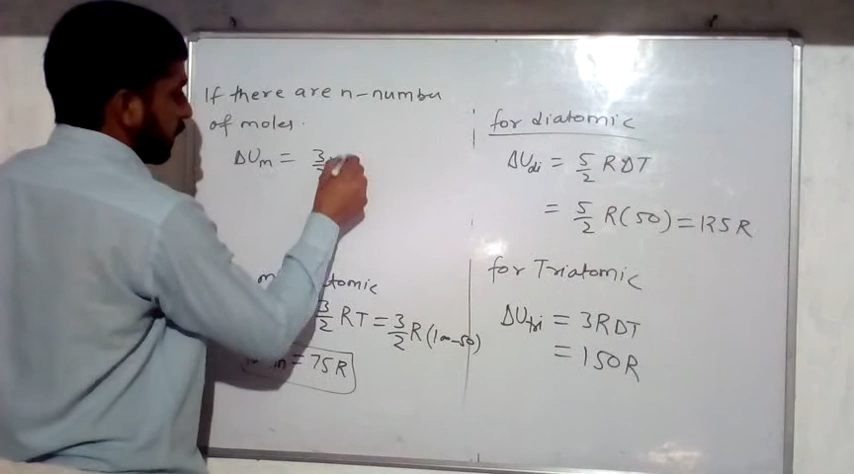 If there are n-number
of moles.
ΔUm = 3/2
tomic
3/2 RT = 3/2 R (100-50)
= 75R
for diatomic
ΔUdi = 5/2 RΔT
= 5/2 R(50) = 125R
for Triatomic
ΔUtri = 3RΔT
= 150R